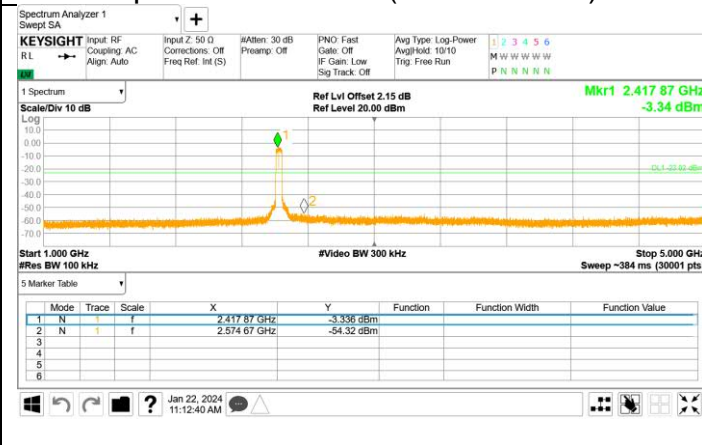 Spectrum Analyzer 1
Swept SA
+
KEYSIGHT
RL
LXI
Input: RF
Coupling: AC
Align: Auto
Input Z: 50 Ω
Corrections: Off
Freq Ref: Int (S)
#Atten: 30 dB
Preamp: Off
PNO: Fast
Gate: Off
IF Gain: Low
Sig Track: Off
Avg Type: Log-Power
Avg|Hold: 10/10
Trig: Free Run
1 2 3 4 5 6
M W W W W W
P N N N N N
1 Spectrum
Scale/Div 10 dB
Ref Lvl Offset 2.15 dB
Ref Level 20.00 dBm
Mkr1 2.417 87 GHz
-3.34 dBm
Log
10.0
0.00
-10.0
-20.0
-30.0
-40.0
-50.0
-60.0
-70.0
1
2
Start 1.000 GHz
#Res BW 100 kHz
#Video BW 300 kHz
Stop 5.000 GHz
Sweep ~384 ms (30001 pts)
5 Marker Table
Mode Trace Scale X Y Function Function Width Function Value
1 N 1 f 2.417 87 GHz -3.336 dBm
2 N 1 f 2.574 67 GHz -54.32 dBm
3
4
5
6
?
Jan 22, 2024
11:12:40 AM